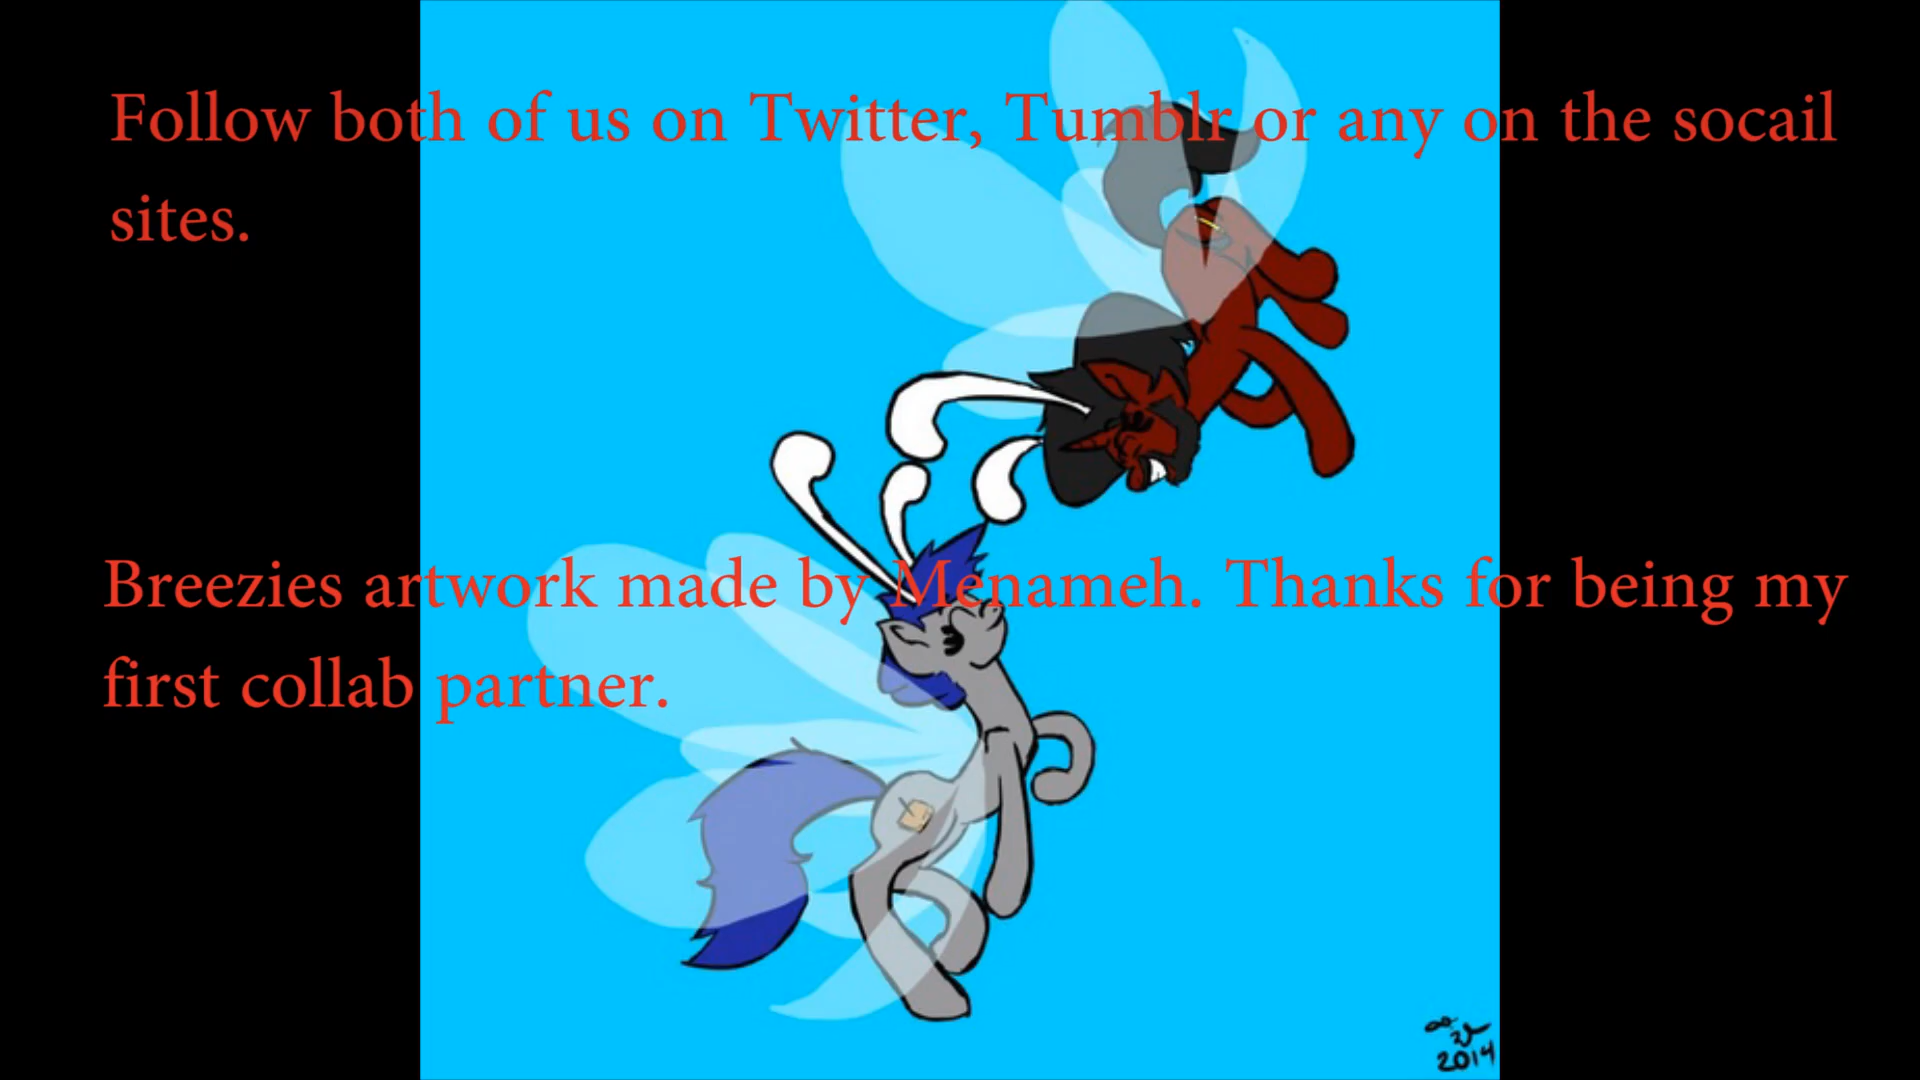 Follow both of us on Twitter, Tumblr or any on the socail
sites.
Breezies artwork made by Menameh. Thanks for being my
first collab partner.
2014